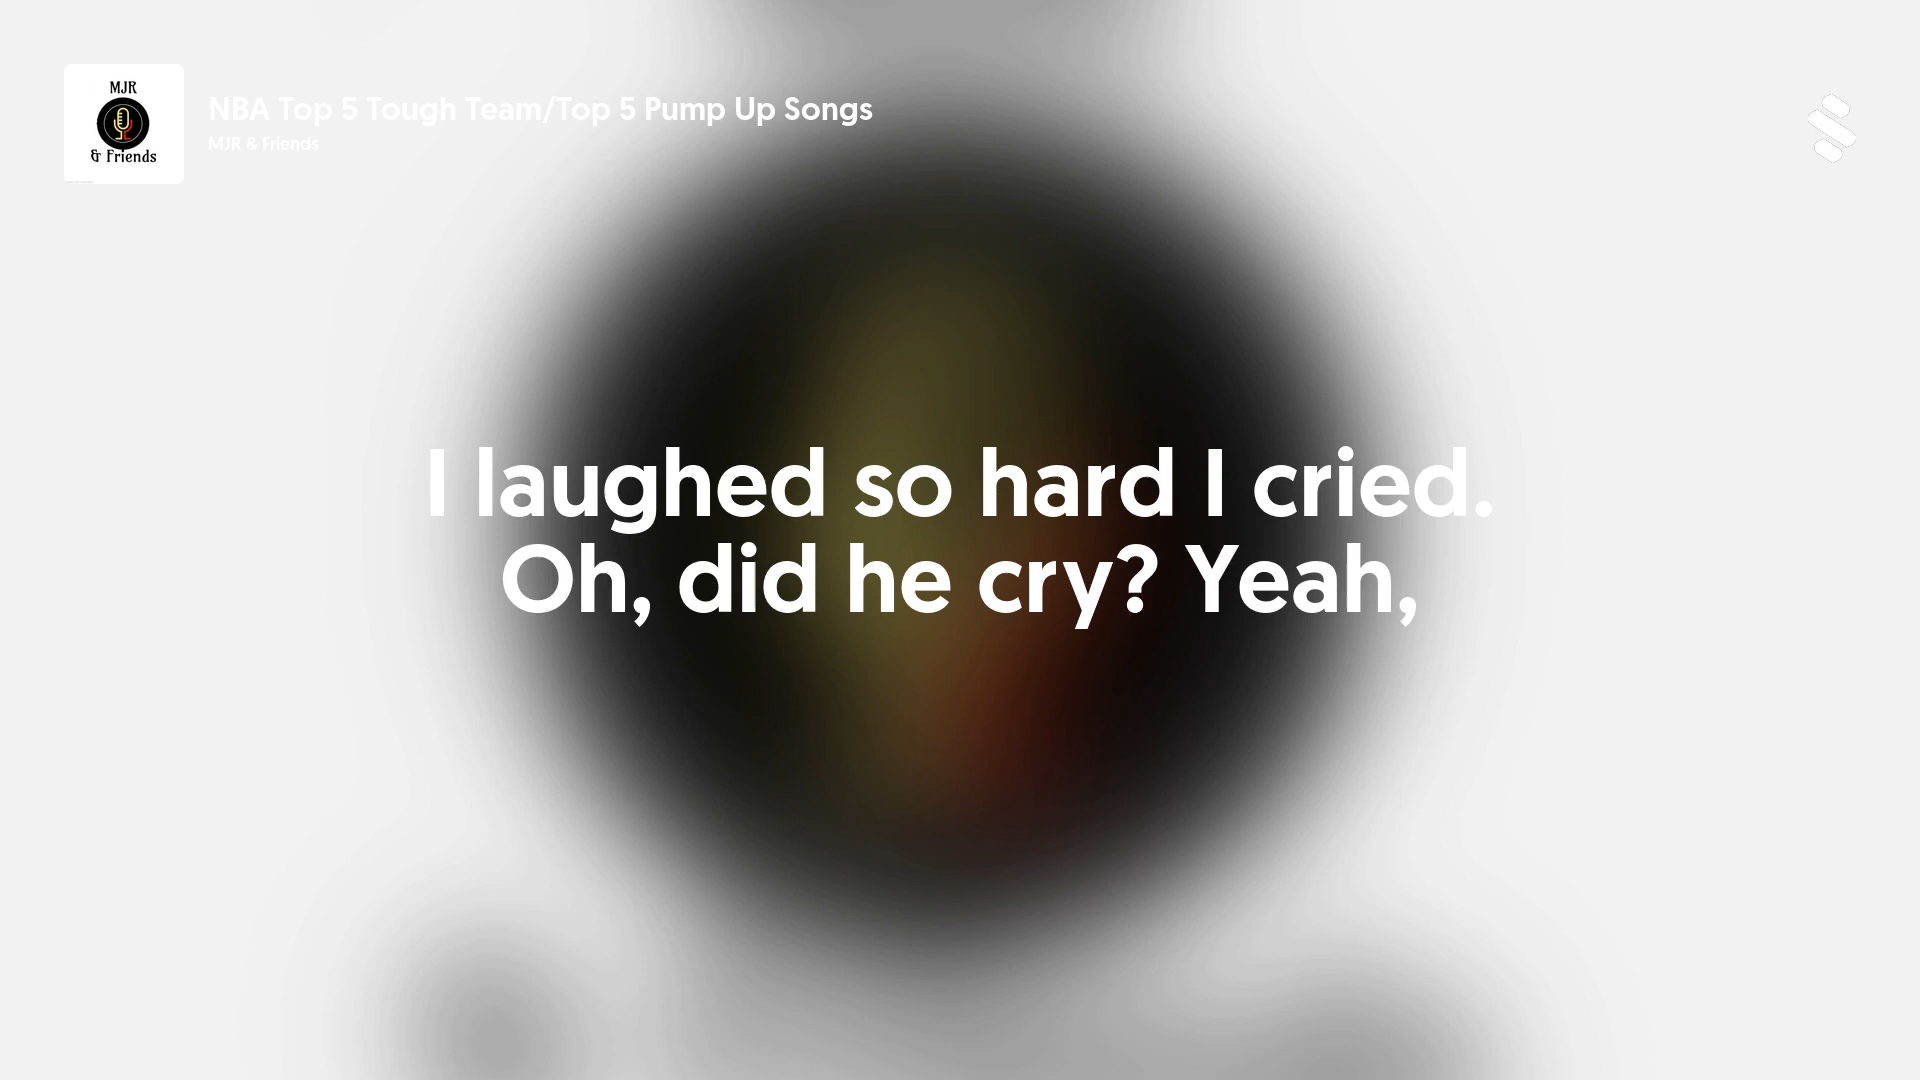 MJR
& Friends
NBA Top 5 Tough Team/Top 5 Pump Up Songs
MJR & Friends
I laughed so hard I cried.
Oh, did he cry? Yeah,